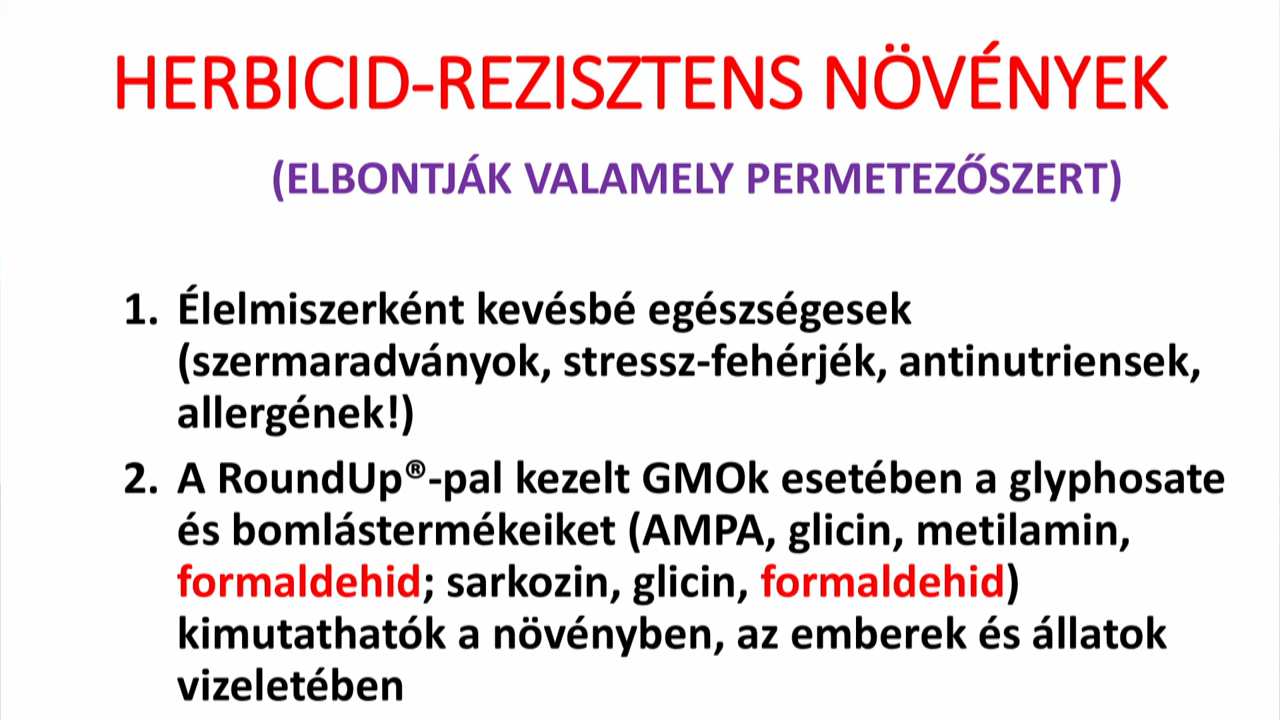 HERBICID-REZISZTENS NÖVÉNYEK
(ELBONTJÁK VALAMELY PERMETEZŐSZERT)
1. Élelmiszerként kevésbé egészségesek
(szermaradványok, stressz-fehérjék, antinutriensek,
allergének!)
2. A RoundUp®-pal kezelt GMOk esetében a glyphosate
és bomlástermékeiket (AMPA, glicin, metilamin,
formaldehid; sarkozin, glicin, formaldehid)
kimutathatók a növényben, az emberek és állatok
vizeletében